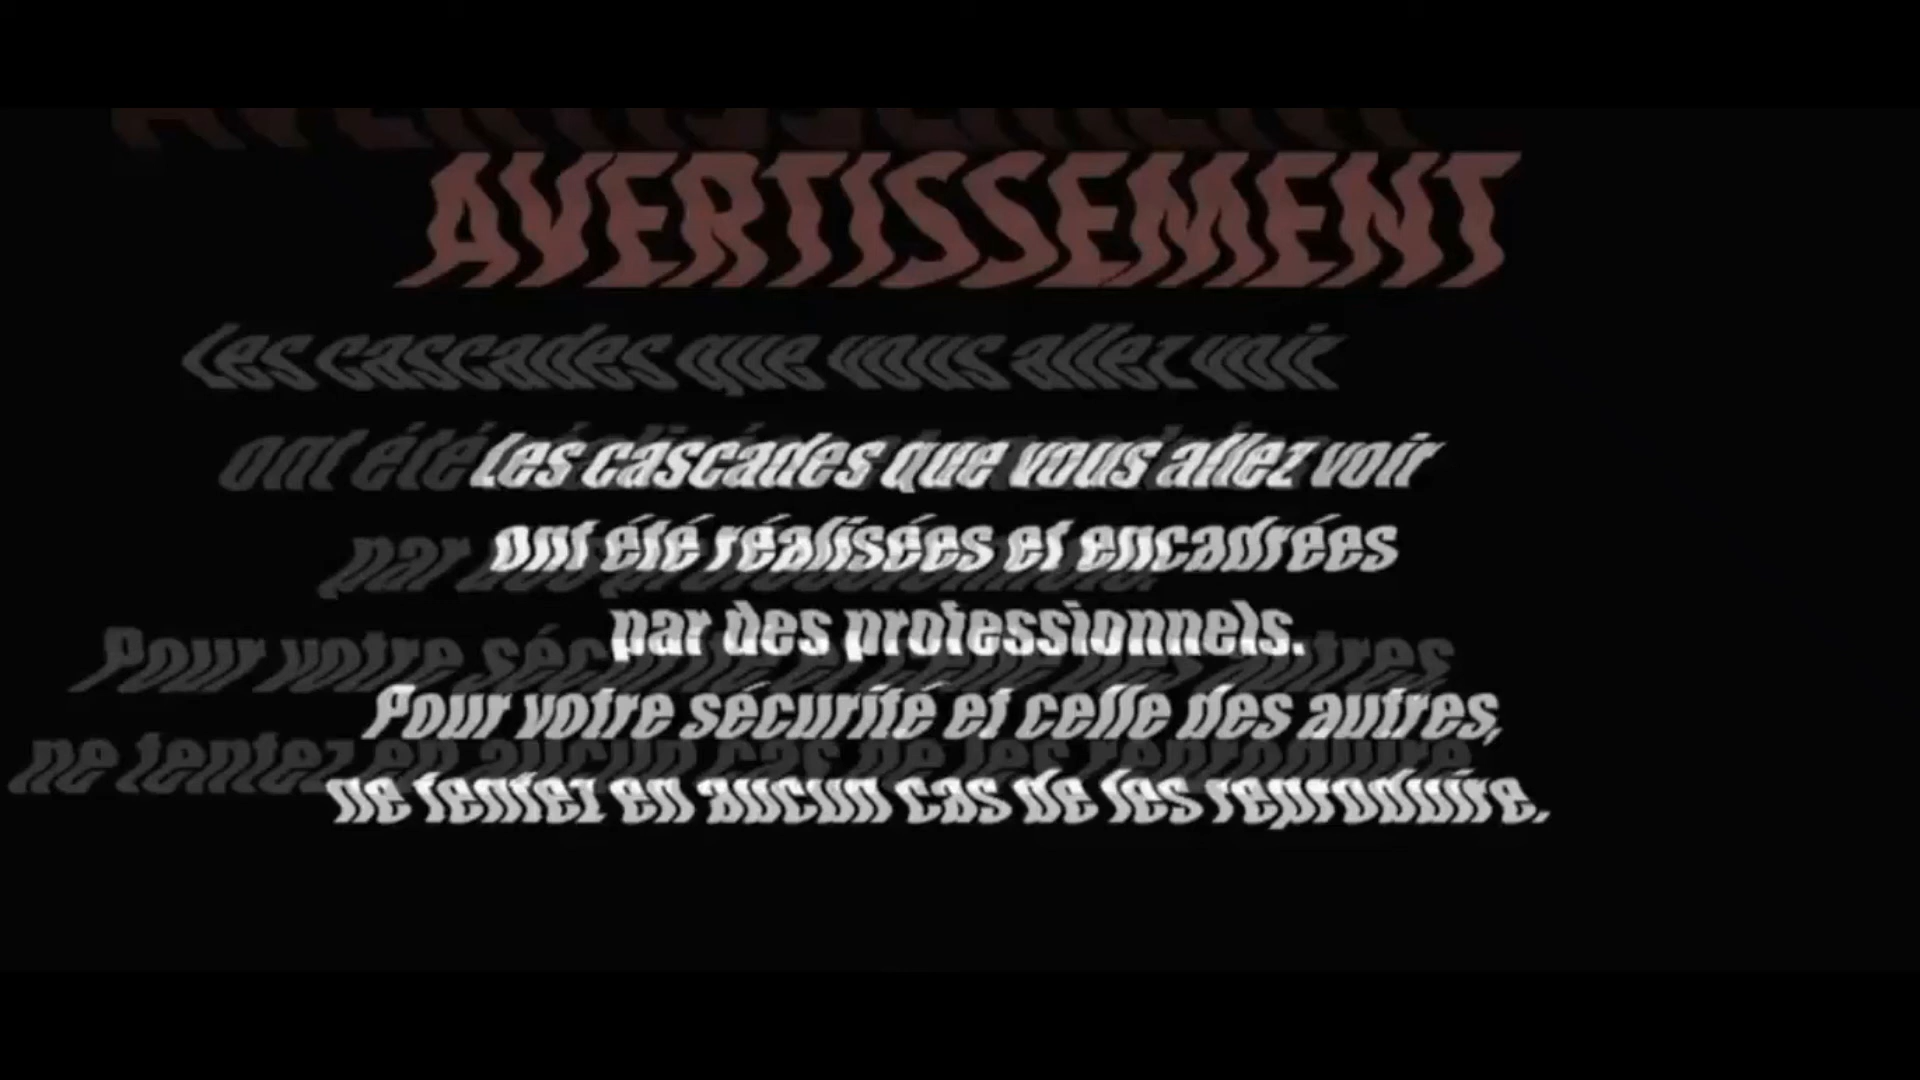 AVERTISSEMENT
Les cascades que vous allez voir
ont été réalisées et encadrées
par des professionnels.
Pour votre sécurité et celle des autres,
ne tentez en aucun cas de les reproduire.